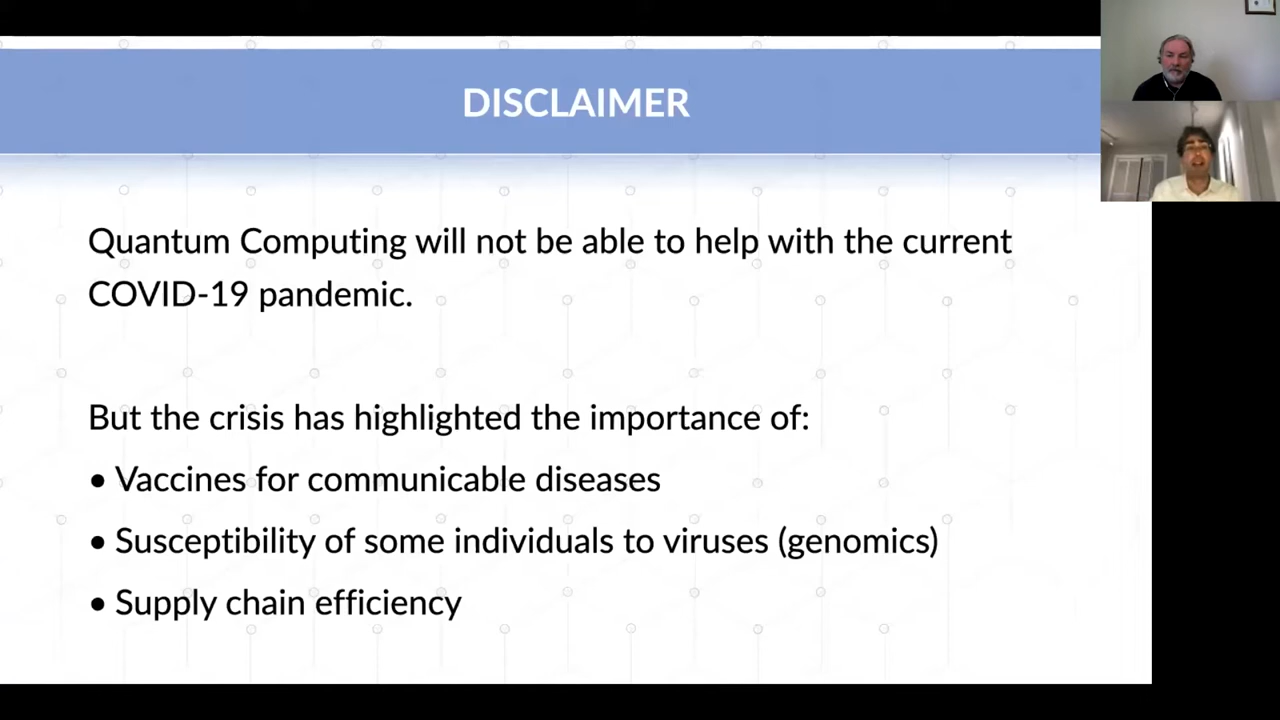 DISCLAIMER
Quantum Computing will not be able to help with the current
COVID-19 pandemic.
But the crisis has highlighted the importance of:
• Vaccines for communicable diseases
• Susceptibility of some individuals to viruses (genomics)
• Supply chain efficiency